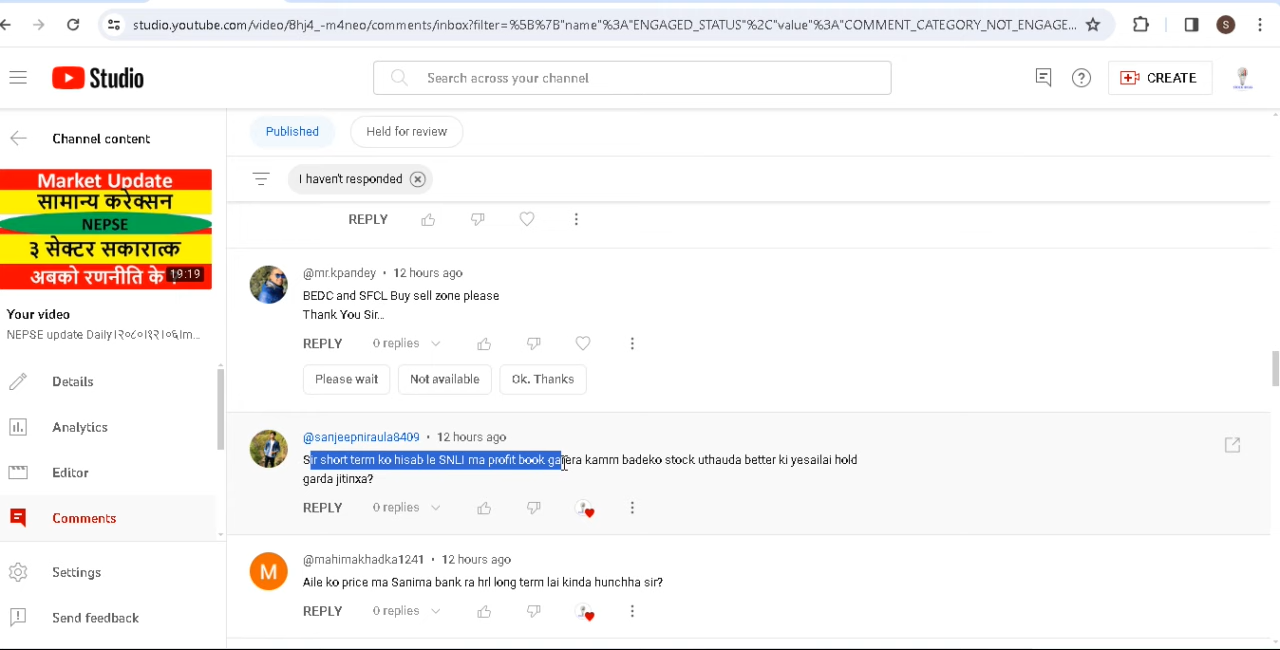 studio.youtube.com/video/8hj4_-m4neo/comments/inbox?filter=%5B%7B"name"%3A"ENGAGED_STATUS"%2C"value"%3A"COMMENT_CATEGORY_NOT_ENGAGE...
S
Studio
Search across your channel
CREATE
Channel content
Published
Held for review
Market Update
सामान्य करेक्सन
NEPSE
३ सेक्टर सकारात्क
अबको रणनीति के ?
19:19
I haven't responded
REPLY
@mr.kpandey • 12 hours ago
BEDC and SFCL Buy sell zone please
Thank You Sir...
REPLY 0 replies
Please wait
Not available
Ok. Thanks
Your video
NEPSE update Daily।२०८०।१२।०६।m...
Details
Analytics
Editor
Comments
Settings
Send feedback
@sanjeepniraula8409 • 12 hours ago
Sir short term ko hisab le SNLI ma profit book garera kamm badeko stock uthauda better ki yesailai hold
garda jitinxa?
REPLY 0 replies
M
@mahimakhadka1241 • 12 hours ago
Aile ko price ma Sanima bank ra hrl long term lai kinda hunchha sir?
REPLY 0 replies